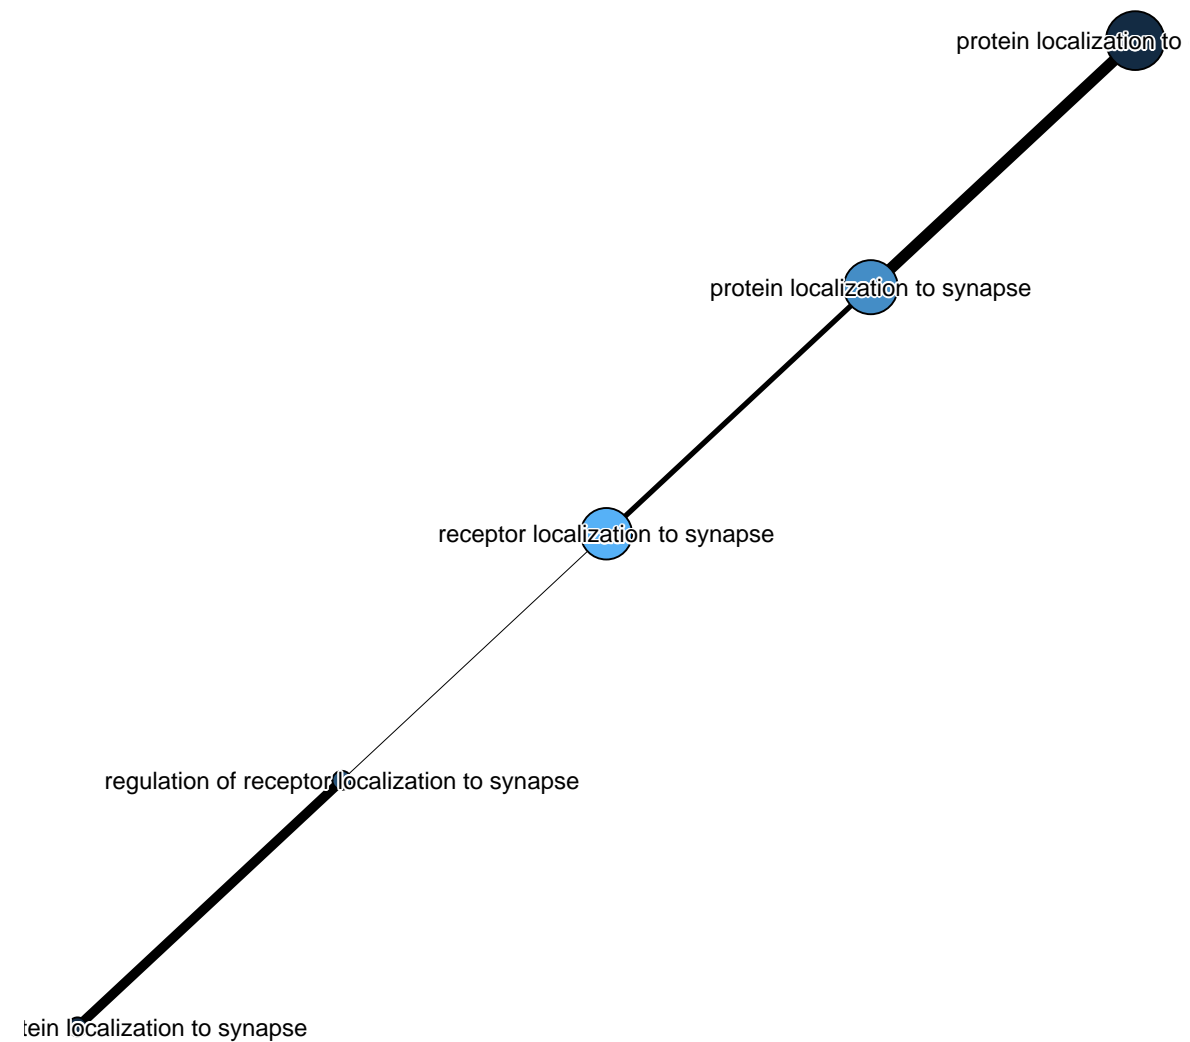 protein localization to
protein localization to synapse
receptor localization to synapse
regulation of receptor localization to synapse
tein localization to synapse